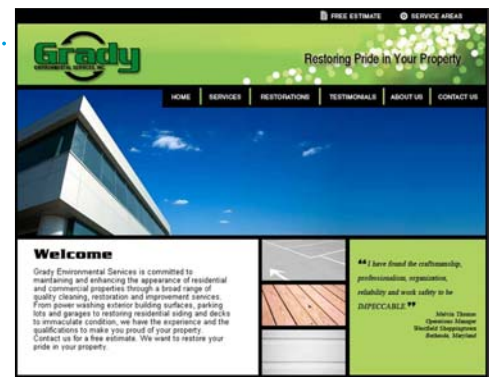 FREE ESTIMATE SERVICE AREAS
Grady
ENVIRONMENTAL SERVICES, INC.
Restoring Pride in Your Property
HOME SERVICES RESTORATIONS TESTIMONIALS ABOUT US CONTACT US
Welcome
Grady Environmental Services is committed to
maintaining and enhancing the appearance of residential
and commercial properties through a broad range of
quality cleaning, restoration and improvement services.
From power washing exterior building surfaces, parking
lots and garages to restoring residential siding and decks
to immaculate condition, we have the experience and the
qualifications to make you proud of your property.
Contact us for a free estimate. We want to restore your
pride in your property.
“I have found the craftsmanship,
professionalism, organization,
reliability and work safety to be
IMPECCABLE.”
Melvin Thomas
Operations Manager
Westfield Shoppingtown
Bethesda, Maryland